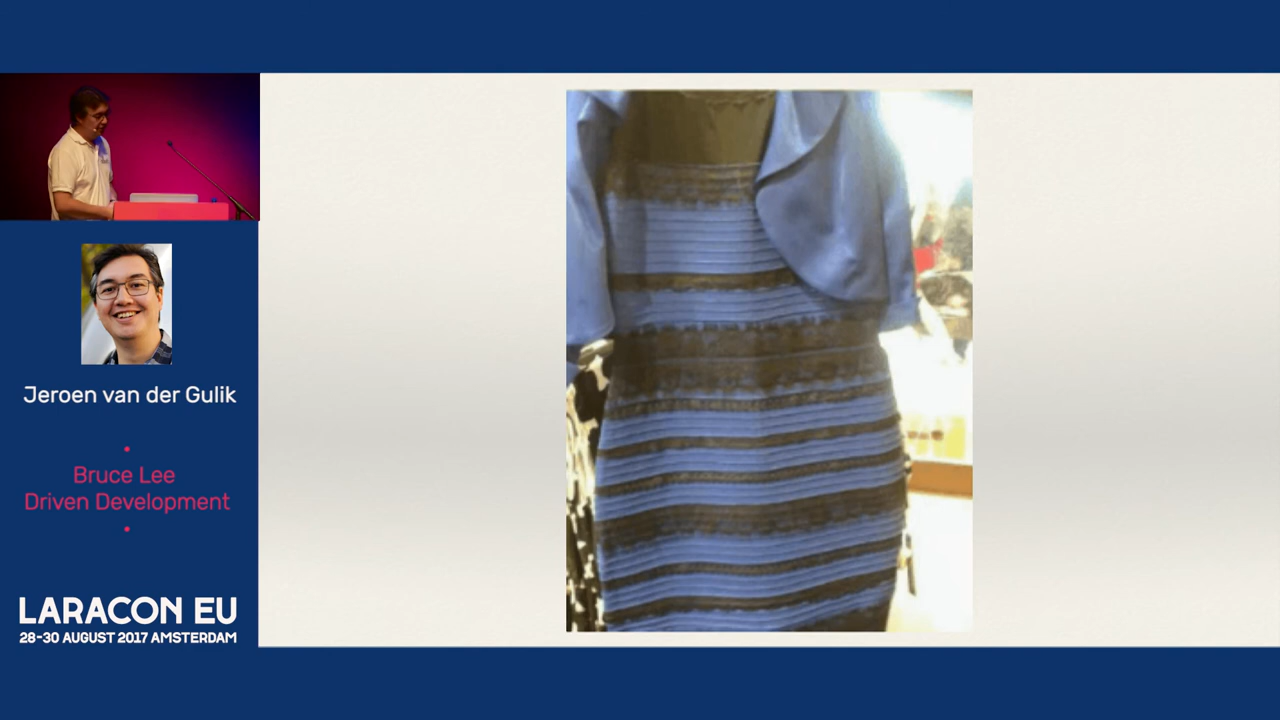 Jeroen van der Gulik
Bruce Lee
Driven Development
LARACON EU
28-30 AUGUST 2017 AMSTERDAM